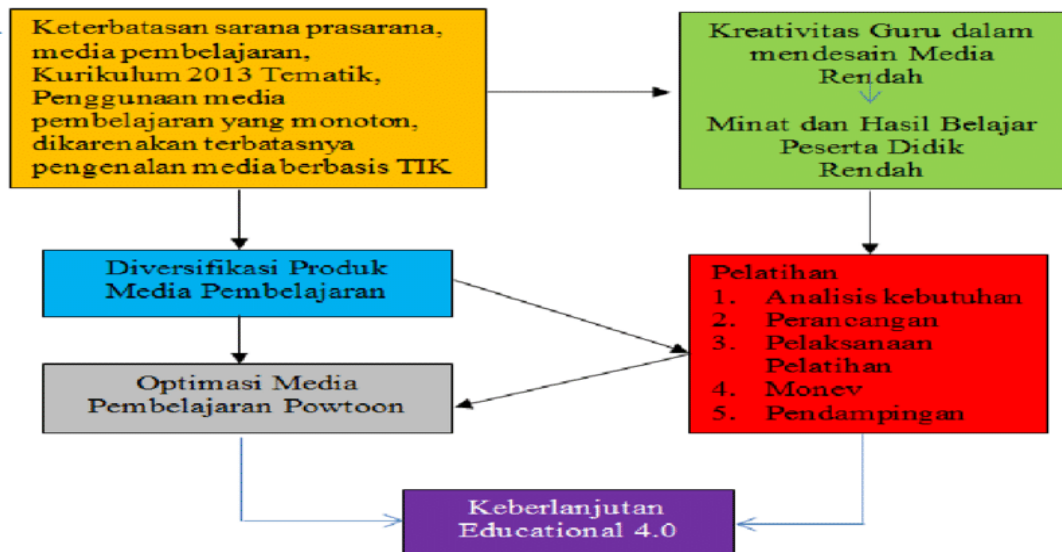 Keterbatasan sarana prasarana,
media pembelajaran,
Kurikulum 2013 Tematik,
Penggunaan media
pembelajaran yang monoton,
dikarenakan terbatasnya
pengenalan media berbasis TIK
Kreativitas Guru dalam
mendesain Media
Rendah
Minat dan Hasil Belajar
Peserta Didik
Rendah
Diversifikasi Produk
Media Pembelajaran
Pelatihan
1. Analisis kebutuhan
2. Perancangan
3. Pelaksanaan
Pelatihan
4. Monev
5. Pendampingan
Optimasi Media
Pembelajaran Powtoon
Keberlanjutan
Educational 4.0